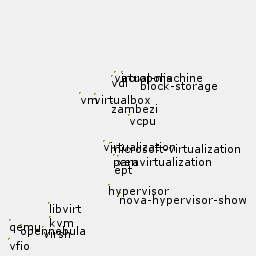 virtual-machine
vdi
block-storage
vm
virtualbox
zambezi
vcpu
virtualization
microsoft-virtualization
xen
paravirtualization
ept
hypervisor
nova-hypervisor-show
libvirt
qemu
kvm
opennebula
virsh
vfio